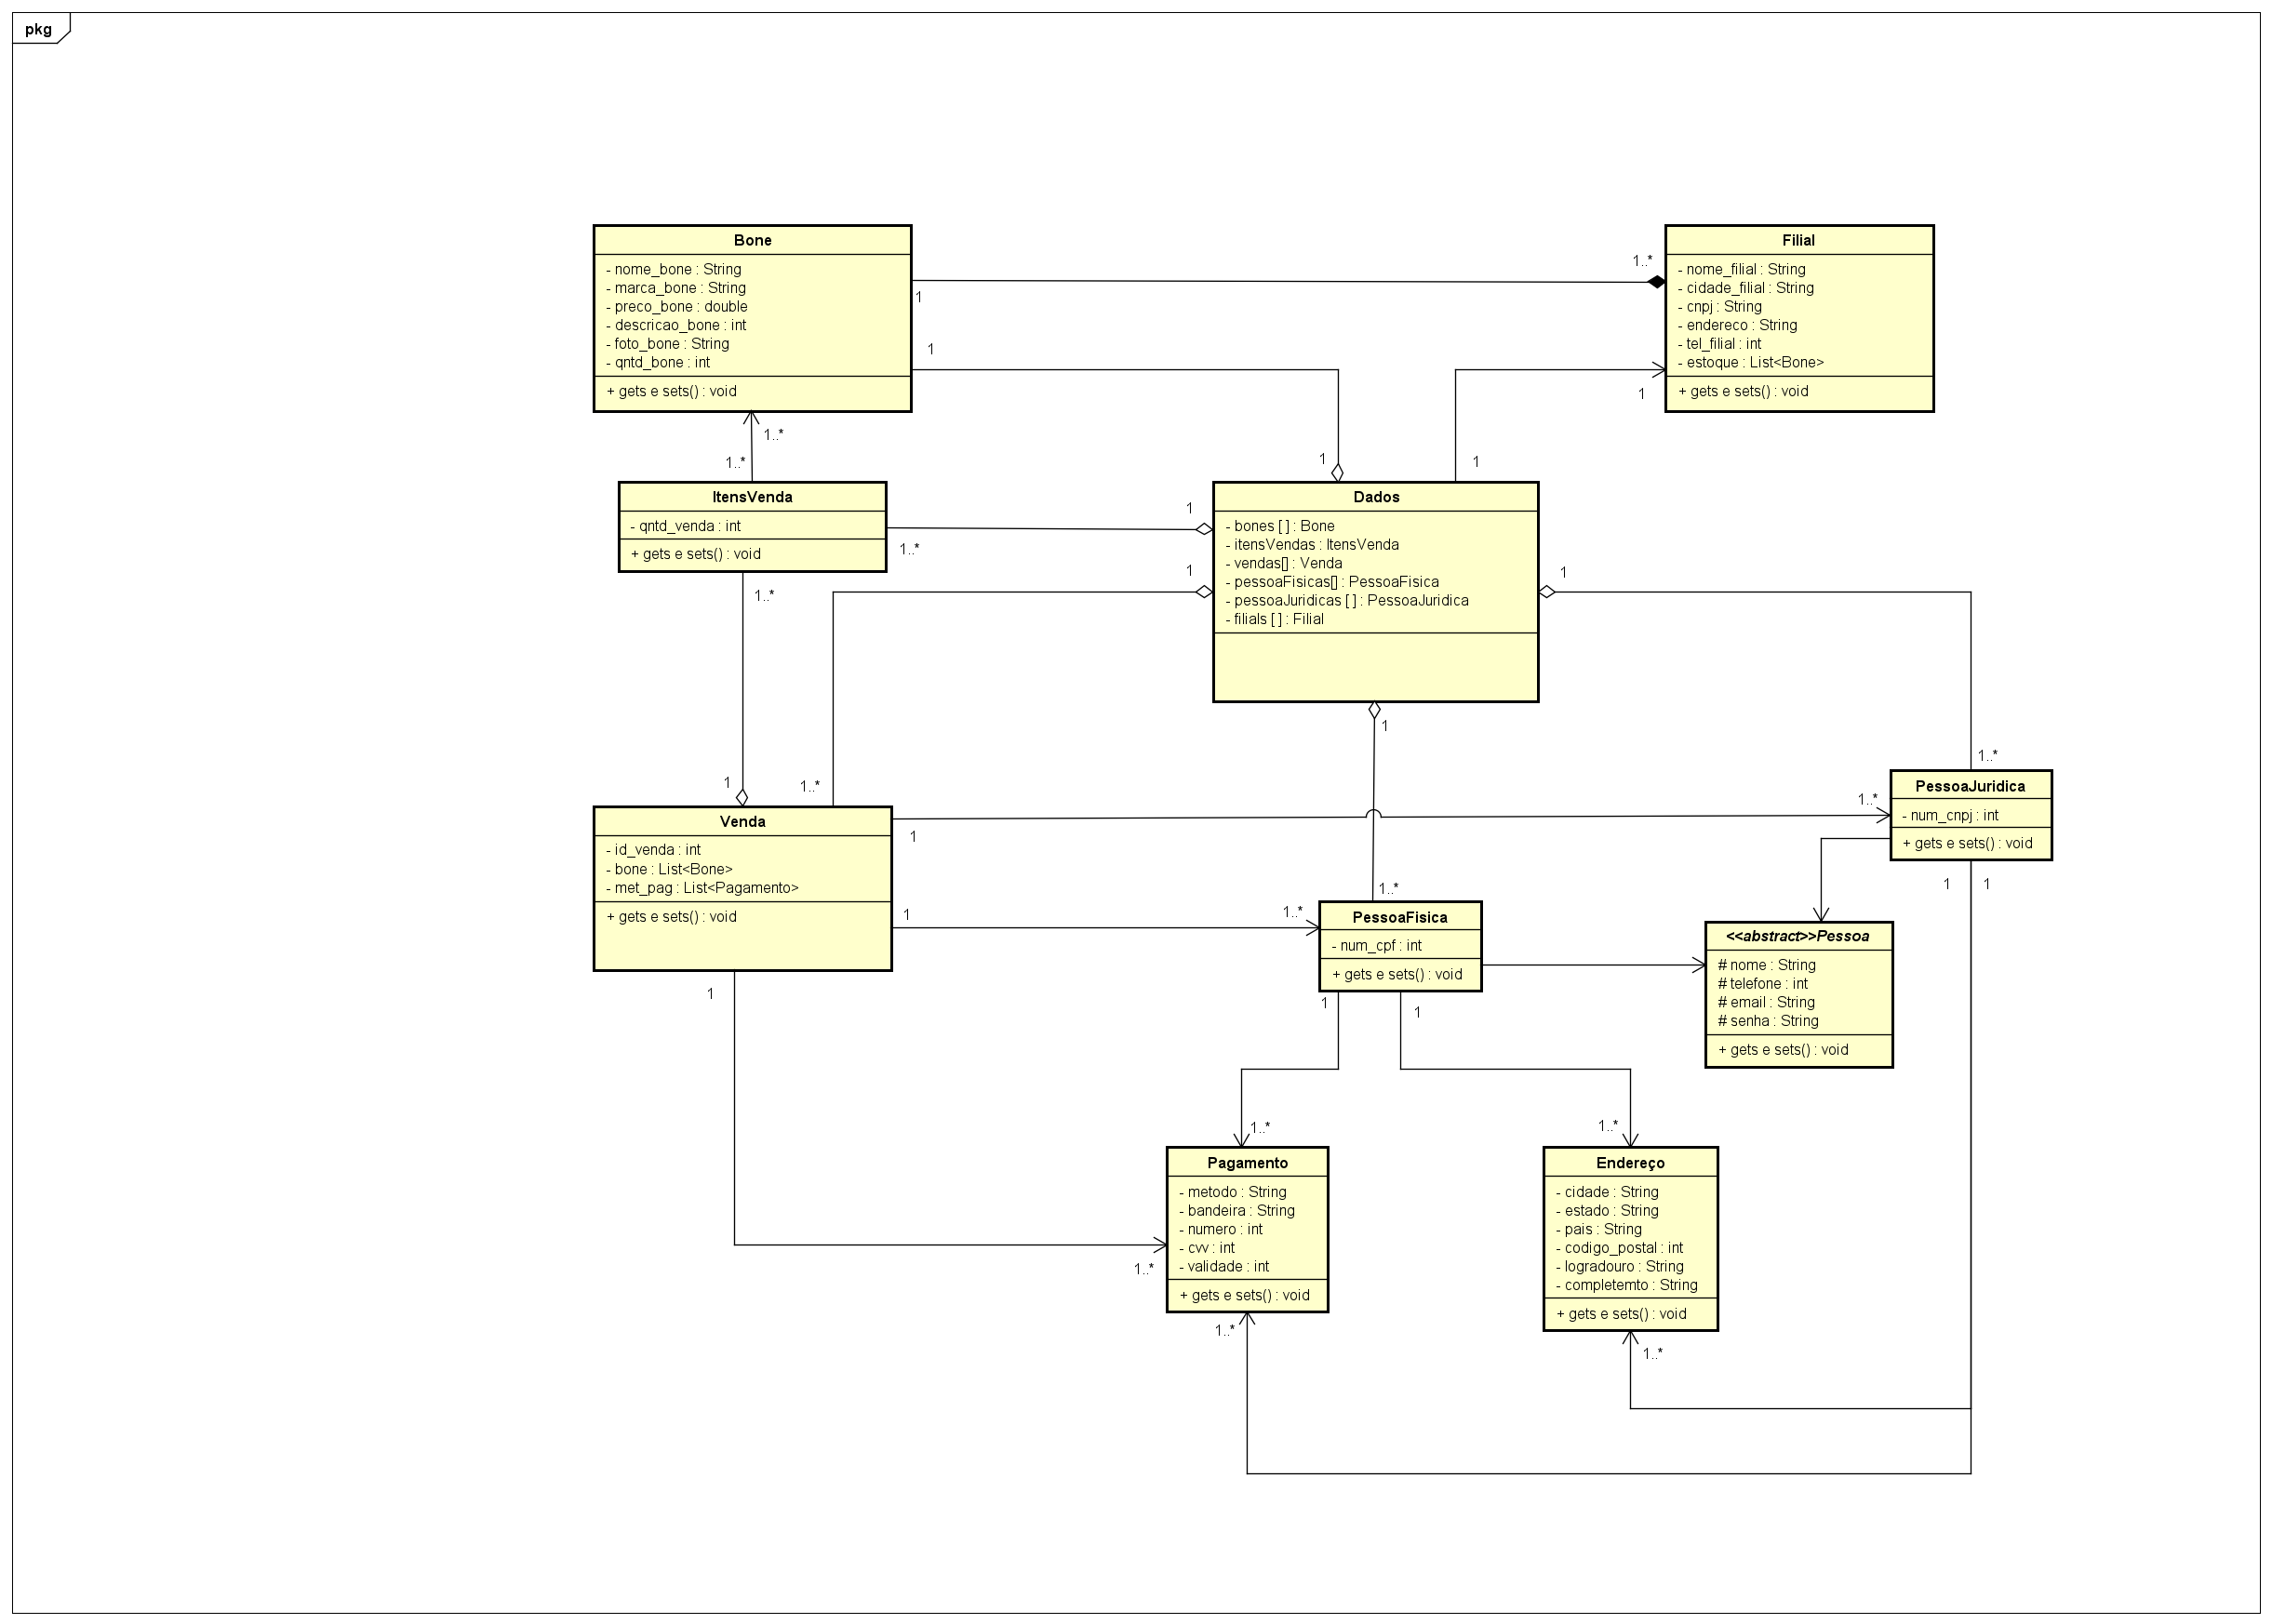 pkg
Bone
- nome_bone : String
- marca_bone : String
- preco_bone : double
- descricao_bone : int
- foto_bone : String
- qntd_bone : int
+ gets e sets() : void
1
1..*
Filial
- nome_filial : String
- cidade_filial : String
- cnpj : String
- endereco : String
- tel_filial : int
- estoque : List<Bone>
+ gets e sets() : void
1
1
1..*
1..*
1
1
ItensVenda
- qntd_venda : int
+ gets e sets() : void
1
1..*
1
1..*
Dados
- bones [ ] : Bone
- itensVendas : ItensVenda
- vendas[] : Venda
- pessoaFisicas[] : PessoaFisica
- pessoaJuridicas [ ] : PessoaJuridica
- filials [ ] : Filial
1
1
1..*
1
1..*
Venda
- id_venda : int
- bone : List<Bone>
- met_pag : List<Pagamento>
+ gets e sets() : void
1
1..*
PessoaJuridica
- num_cnpj : int
+ gets e sets() : void
1
1
1..*
1
1..*
PessoaFisica
- num_cpf : int
+ gets e sets() : void
<<abstract>>Pessoa
# nome : String
# telefone : int
# email : String
# senha : String
+ gets e sets() : void
1
1
1
1..*
1..*
Pagamento
- metodo : String
- bandeira : String
- numero : int
- cvv : int
- validade : int
+ gets e sets() : void
1..*
1..*
Endereço
- cidade : String
- estado : String
- pais : String
- codigo_postal : int
- logradouro : String
- completemto : String
+ gets e sets() : void
1..*